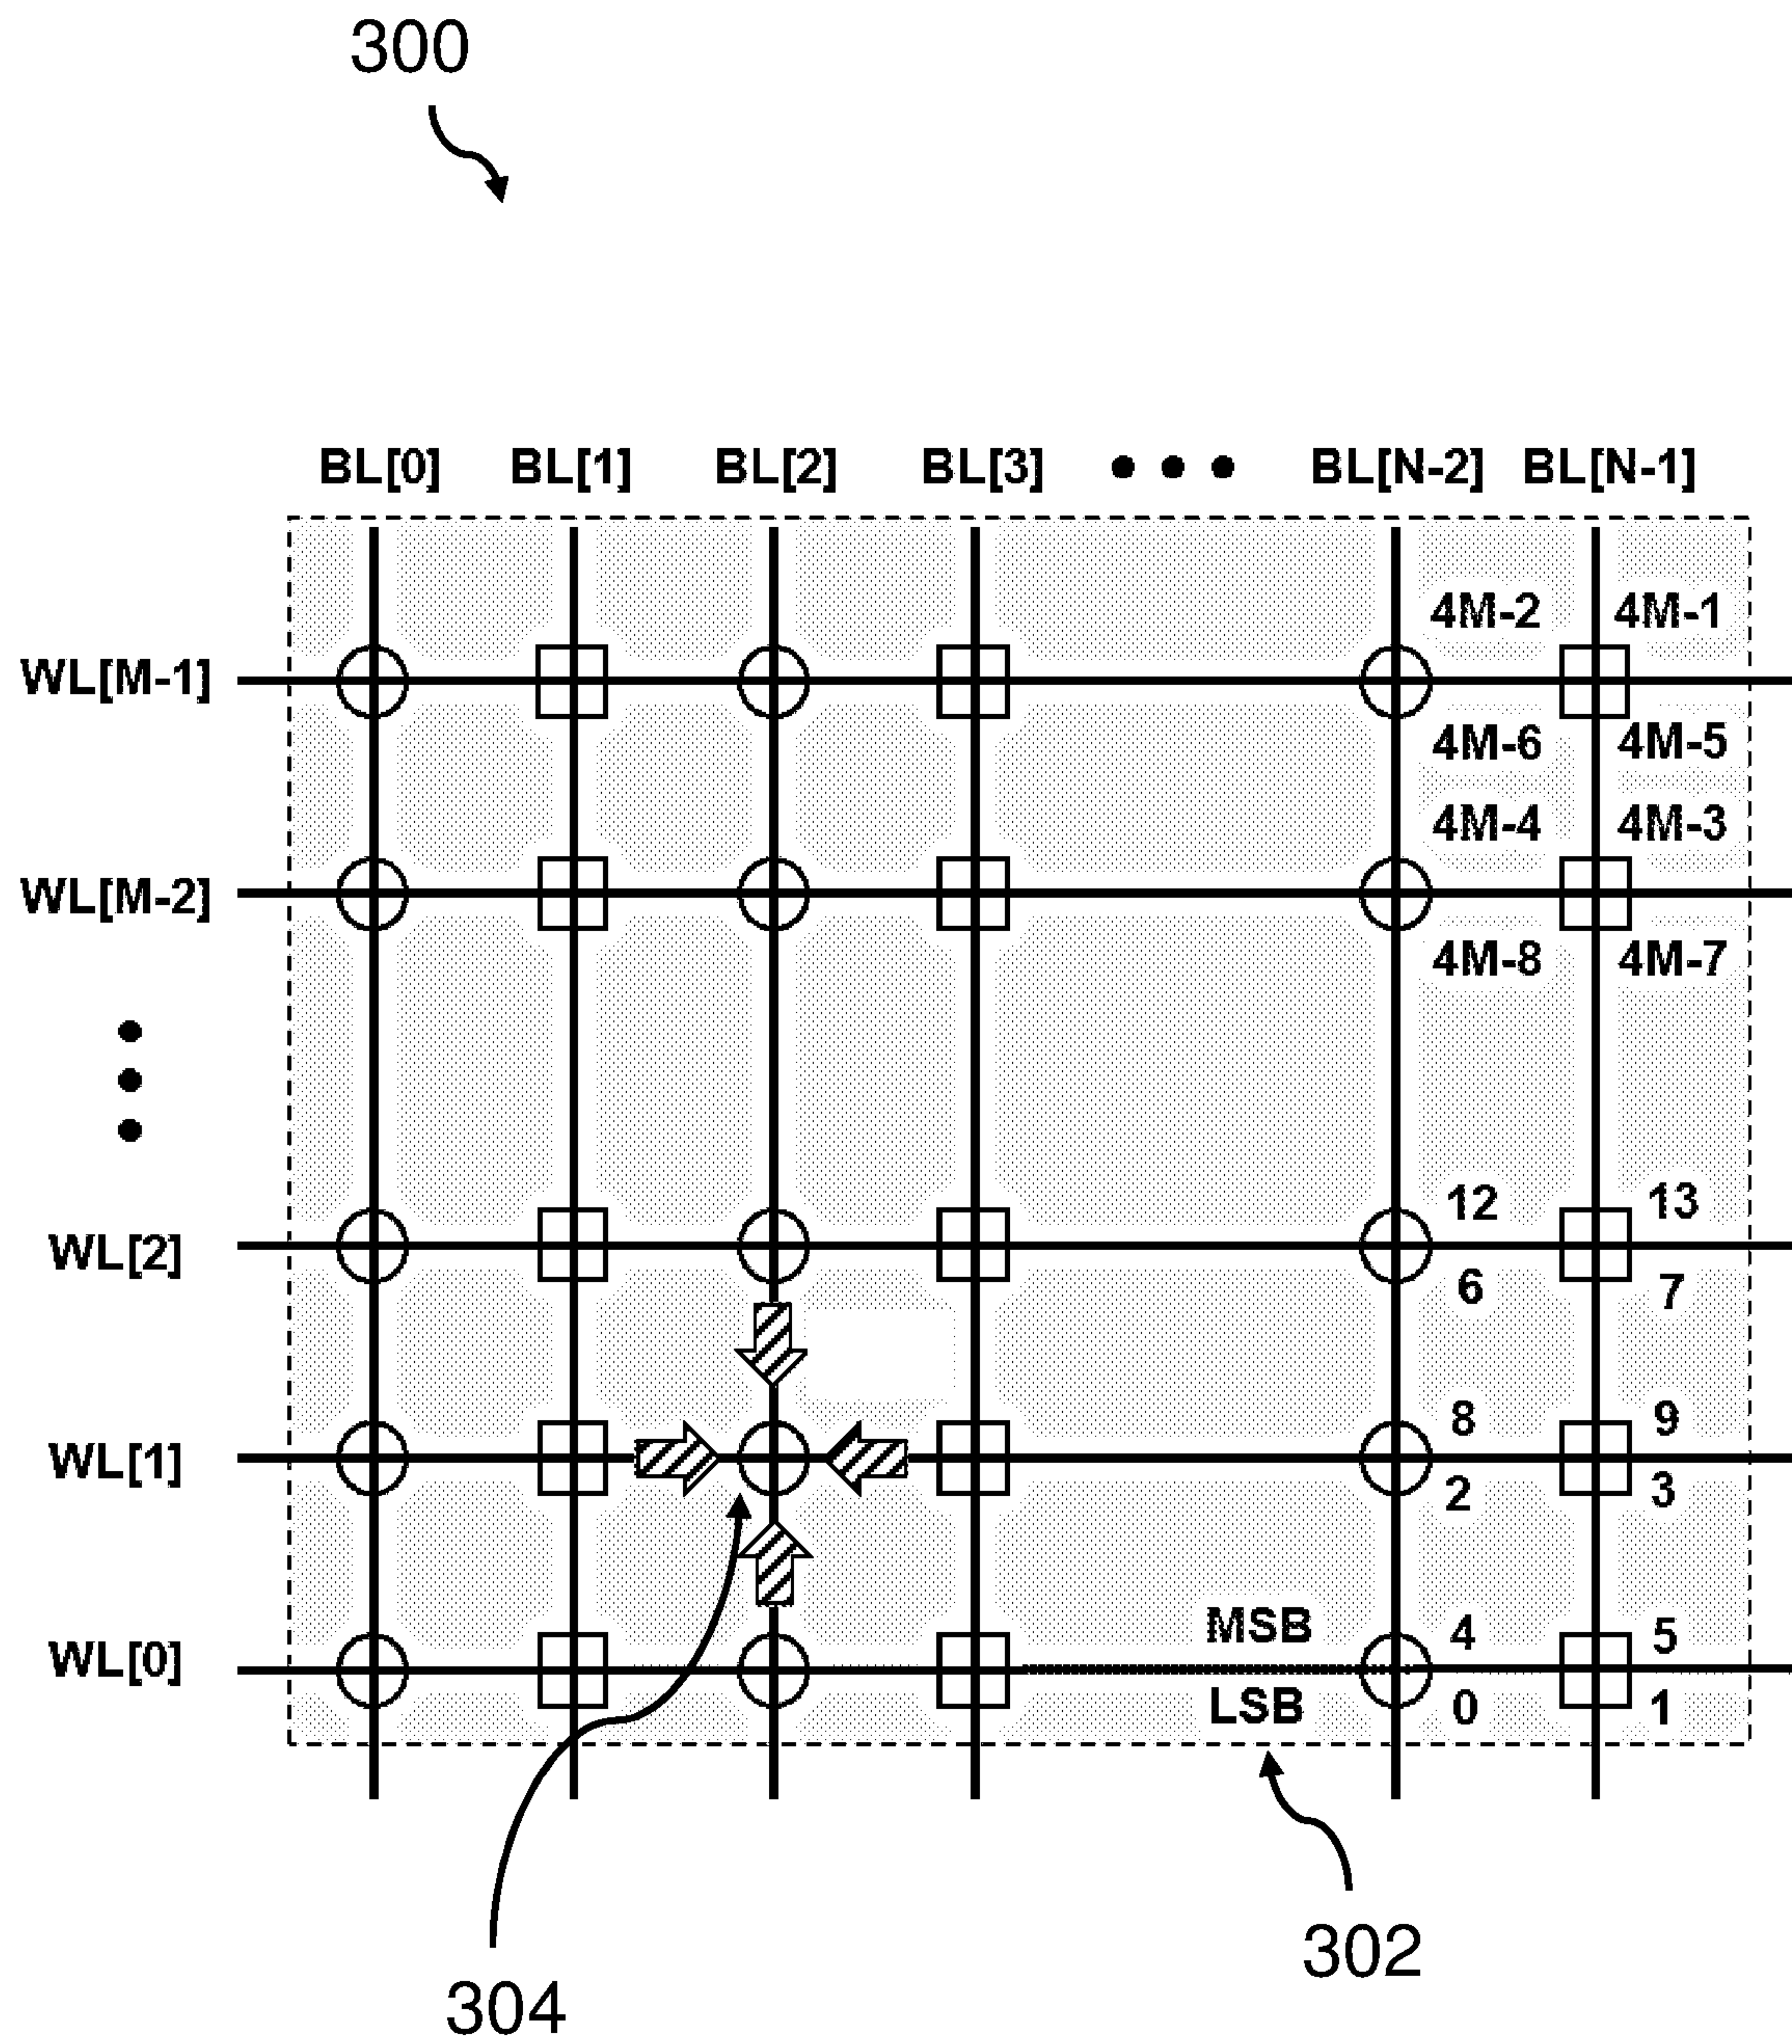 300
BL[0] BL[1] BL[2] BL[3] • • • BL[N-2] BL[N-1]
4M-2 4M-1
WL[M-1]
4M-6 4M-5
4M-4 4M-3
WL[M-2]
4M-8 4M-7
12 13
WL[2]
6 7
8 9
WL[1]
2 3
MSB 4 5
WL[0]
LSB 0 1
302
304